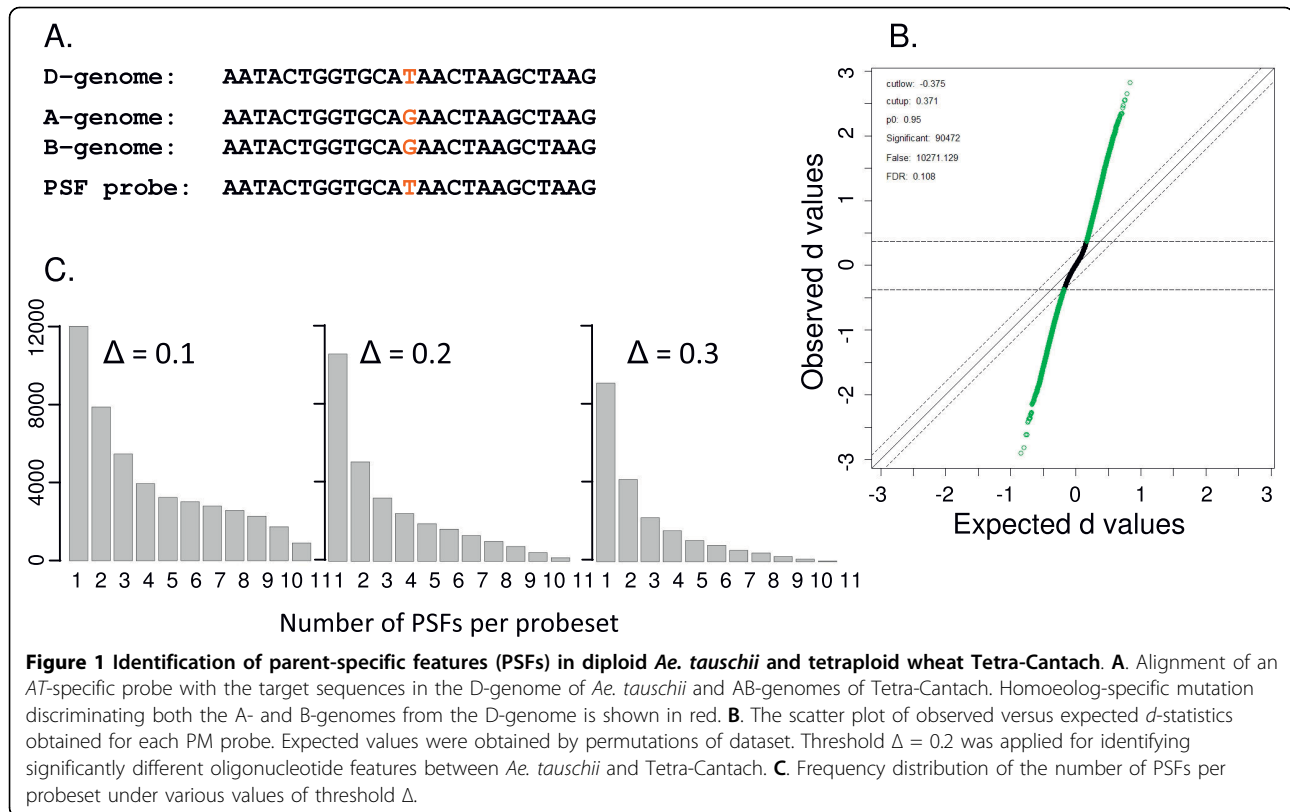 A.
D-genome: AATACTGGTGCATAACTAAGCTAAG
A-genome: AATACTGGTGCAGAACTAAGCTAAG
B-genome: AATACTGGTGCAGAACTAAGCTAAG
PSF probe: AATACTGGTGCATAACTAAGCTAAG
B.
cutlow: -0.375
cutup: 0.371
p0: 0.95
Significant: 90472
False: 10271.129
FDR: 0.108
Observed d values
3
2
1
0
-1
-2
-3
-3 -2 -1 0 1 2 3
Expected d values
C.
12000
8000
4000
0
Δ = 0.1
Δ = 0.2
Δ = 0.3
1 2 3 4 5 6 7 8 9 10 11
1 2 3 4 5 6 7 8 9 10 11
1 2 3 4 5 6 7 8 9 10 11
Number of PSFs per probeset
Figure 1 Identification of parent-specific features (PSFs) in diploid Ae. tauschii and tetraploid wheat Tetra-Cantach. A. Alignment of an
AT-specific probe with the target sequences in the D-genome of Ae. tauschii and AB-genomes of Tetra-Cantach. Homoeolog-specific mutation
discriminating both the A- and B-genomes from the D-genome is shown in red. B. The scatter plot of observed versus expected d-statistics
obtained for each PM probe. Expected values were obtained by permutations of dataset. Threshold Δ = 0.2 was applied for identifying
significantly different oligonucleotide features between Ae. tauschii and Tetra-Cantach. C. Frequency distribution of the number of PSFs per
probeset under various values of threshold Δ.